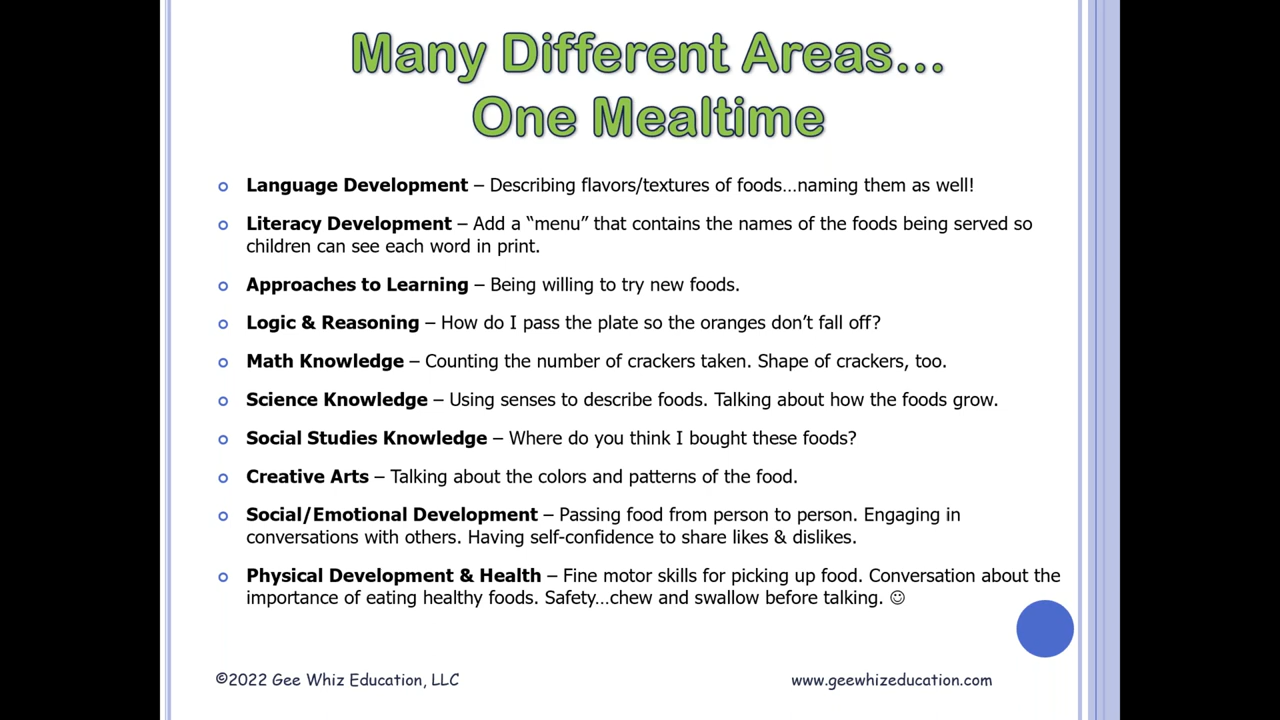 Many Different Areas...
One Mealtime
Language Development – Describing flavors/textures of foods...naming them as well!
Literacy Development – Add a “menu” that contains the names of the foods being served so
children can see each word in print.
Approaches to Learning – Being willing to try new foods.
Logic & Reasoning – How do I pass the plate so the oranges don’t fall off?
Math Knowledge – Counting the number of crackers taken. Shape of crackers, too.
Science Knowledge – Using senses to describe foods. Talking about how the foods grow.
Social Studies Knowledge – Where do you think I bought these foods?
Creative Arts – Talking about the colors and patterns of the food.
Social/Emotional Development – Passing food from person to person. Engaging in
conversations with others. Having self-confidence to share likes & dislikes.
Physical Development & Health – Fine motor skills for picking up food. Conversation about the
importance of eating healthy foods. Safety...chew and swallow before talking. ☺
©2022 Gee Whiz Education, LLC
www.geewhizeducation.com